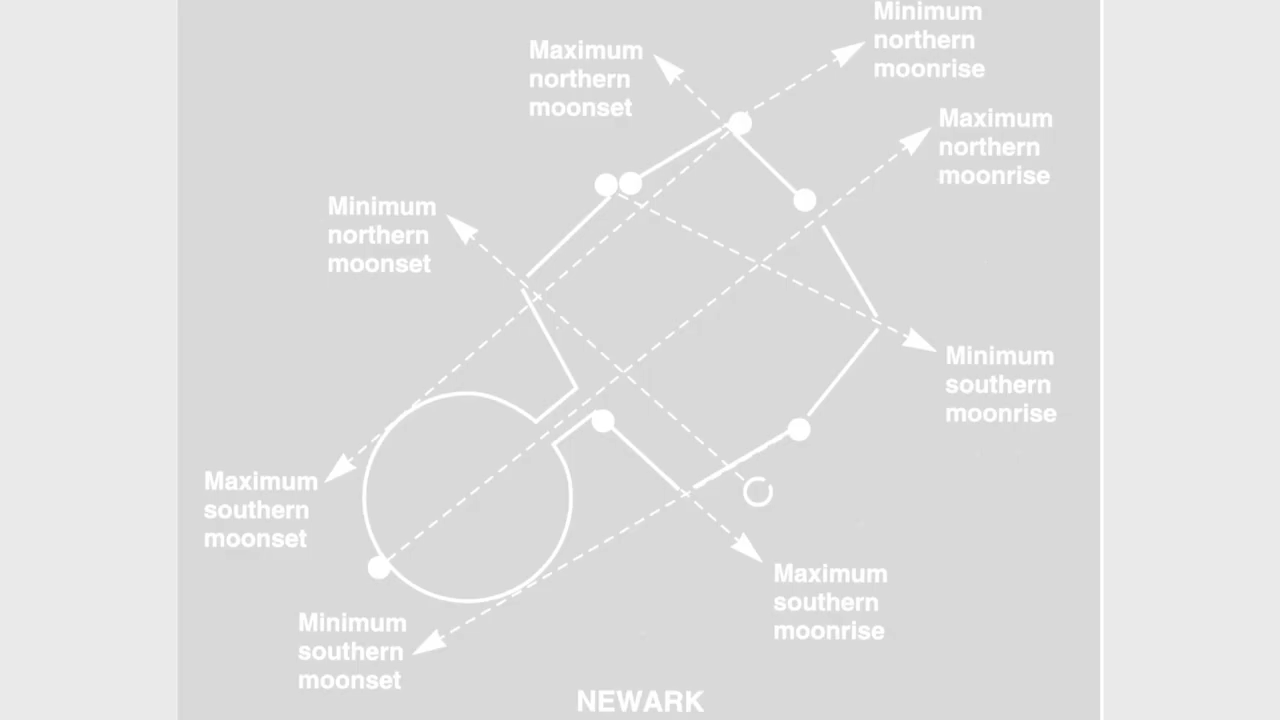 Minimum
northern
moonrise
Maximum
northern
moonset
Maximum
northern
moonrise
Minimum
northern
moonset
Minimum
southern
moonrise
Maximum
southern
moonset
Maximum
southern
moonrise
Minimum
southern
moonset
NEWARK